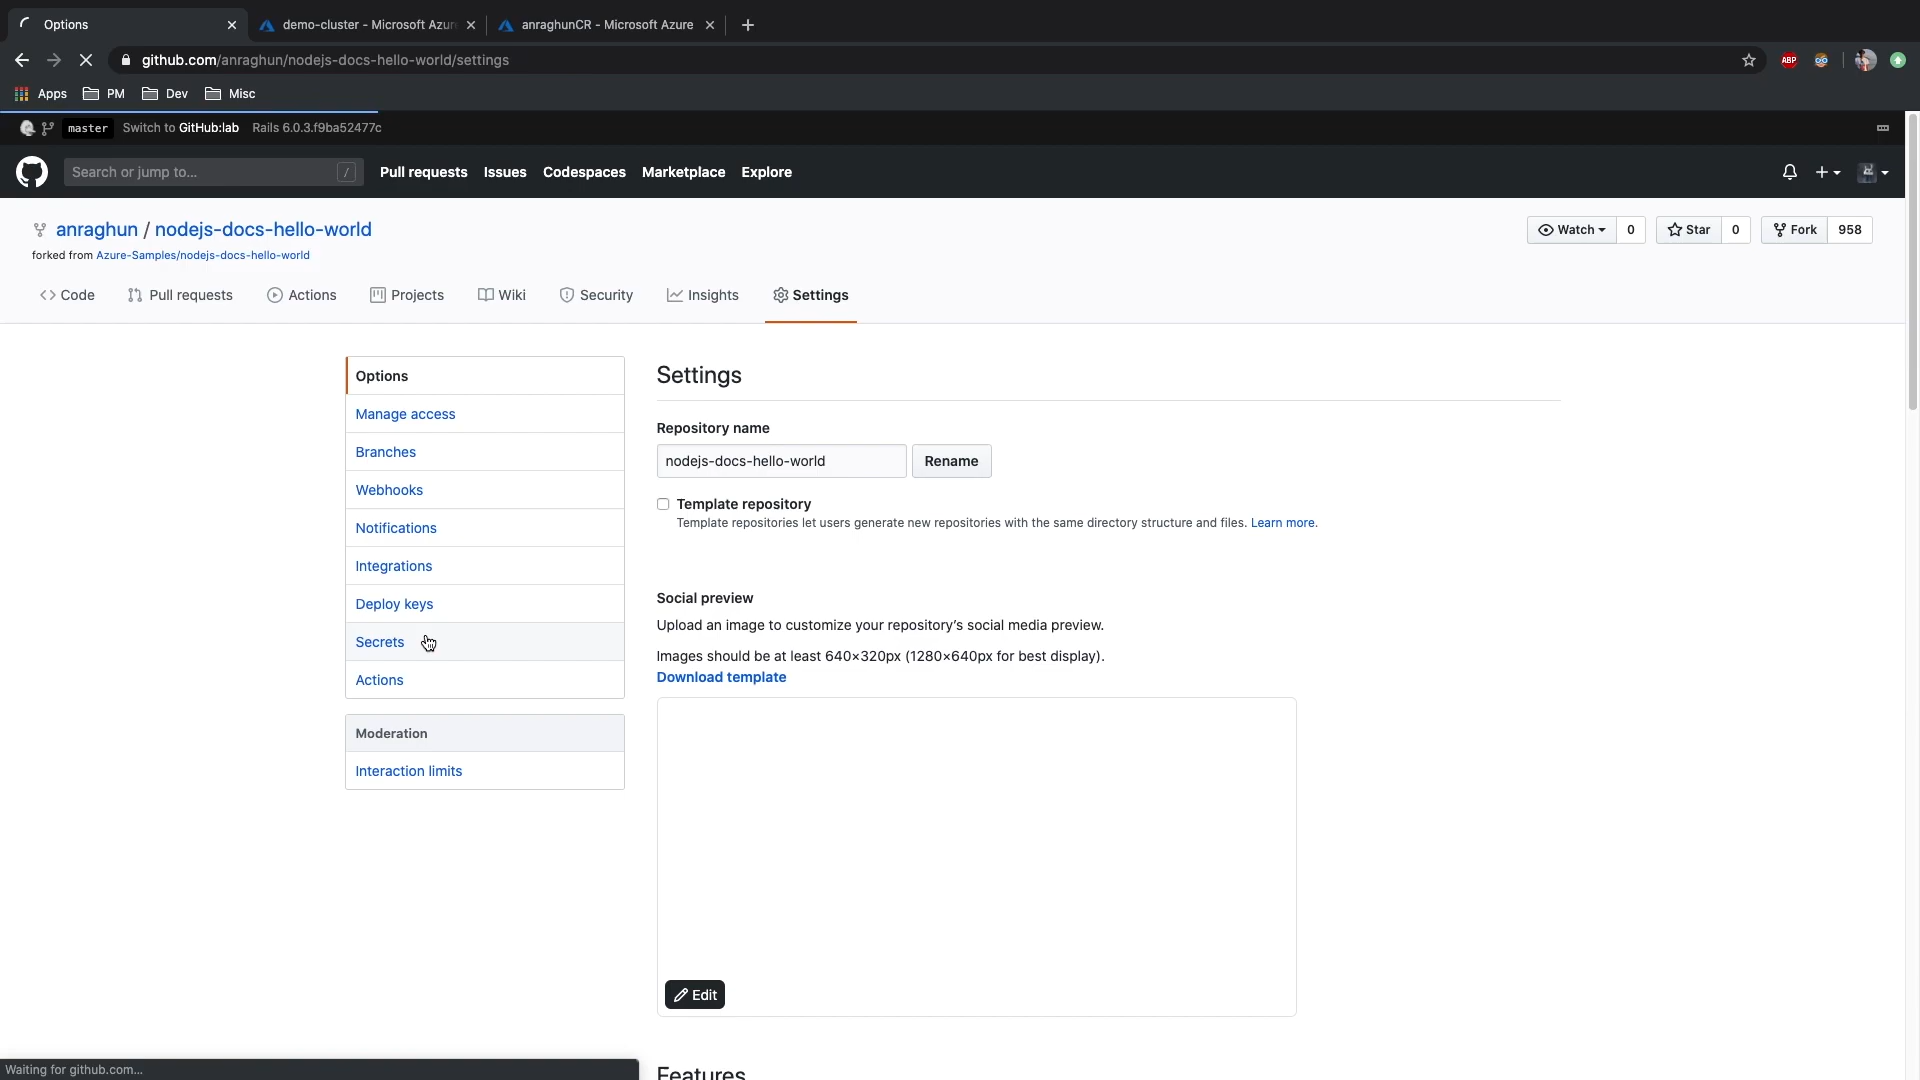 Options
demo-cluster - Microsoft Azur
anraghunCR - Microsoft Azure
github.com/anraghun/nodejs-docs-hello-world/settings
ABP
Apps PM Dev Misc
master Switch to GitHub:lab Rails 6.0.3.f9ba52477c
Search or jump to... / Pull requests Issues Codespaces Marketplace Explore
anraghun / nodejs-docs-hello-world
Watch 0 Star 0 Fork 958
forked from Azure-Samples/nodejs-docs-hello-world
Code Pull requests Actions Projects Wiki Security Insights Settings
Options
Manage access
Branches
Webhooks
Notifications
Integrations
Deploy keys
Secrets
Actions
Moderation
Interaction limits
Settings
Repository name
nodejs-docs-hello-world Rename
Template repository
Template repositories let users generate new repositories with the same directory structure and files. Learn more.
Social preview
Upload an image to customize your repository’s social media preview.
Images should be at least 640×320px (1280×640px for best display).
Download template
Edit
Features
Waiting for github.com...